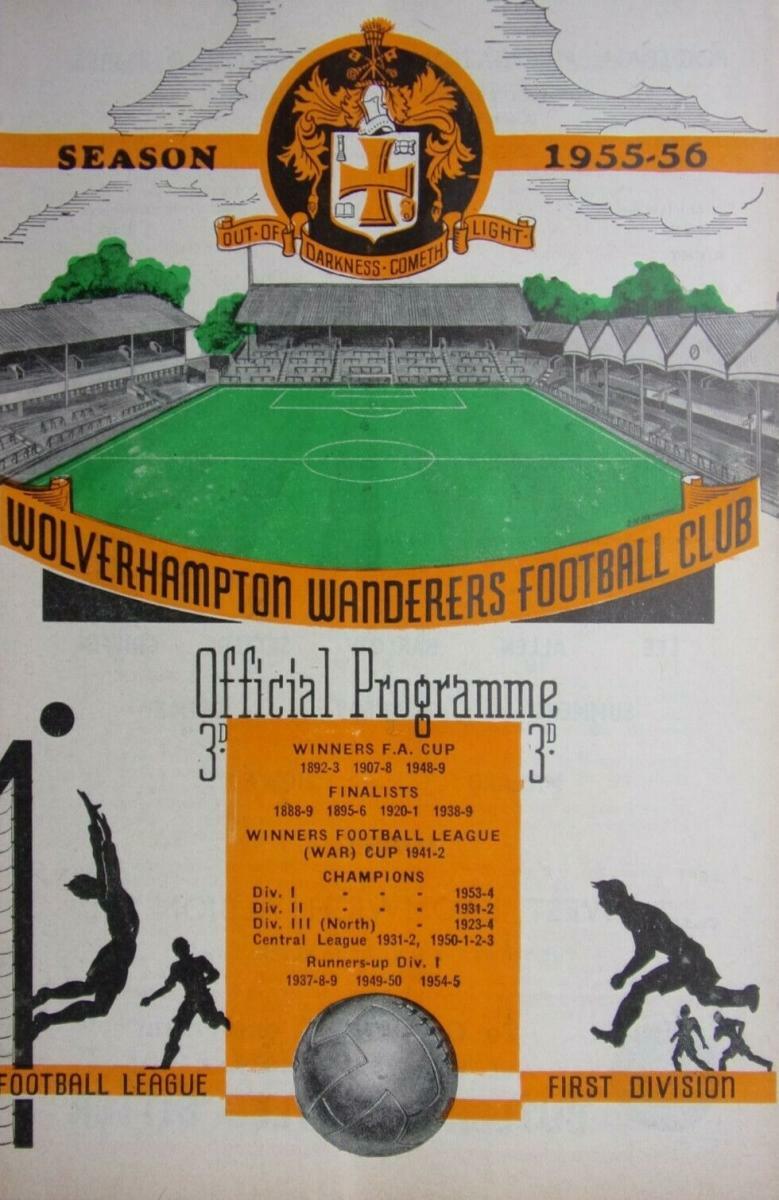 SEASON 1955-56
OUT·OF DARKNESS·COMETH LIGHT·
WOLVERHAMPTON WANDERERS FOOTBALL CLUB
Official Programme
3D. 3D.
WINNERS F.A. CUP
1892-3 1907-8 1948-9
FINALISTS
1888-9 1895-6 1920-1 1938-9
WINNERS FOOTBALL LEAGUE
(WAR) CUP 1941-2
CHAMPIONS
Div. I - - - 1953-4
Div. II - - - 1931-2
Div. III (North) - 1923-4
Central League 1931-2, 1950-1-2-3
Runners-up Div. I
1937-8-9 1949-50 1954-5
FOOTBALL LEAGUE FIRST DIVISION